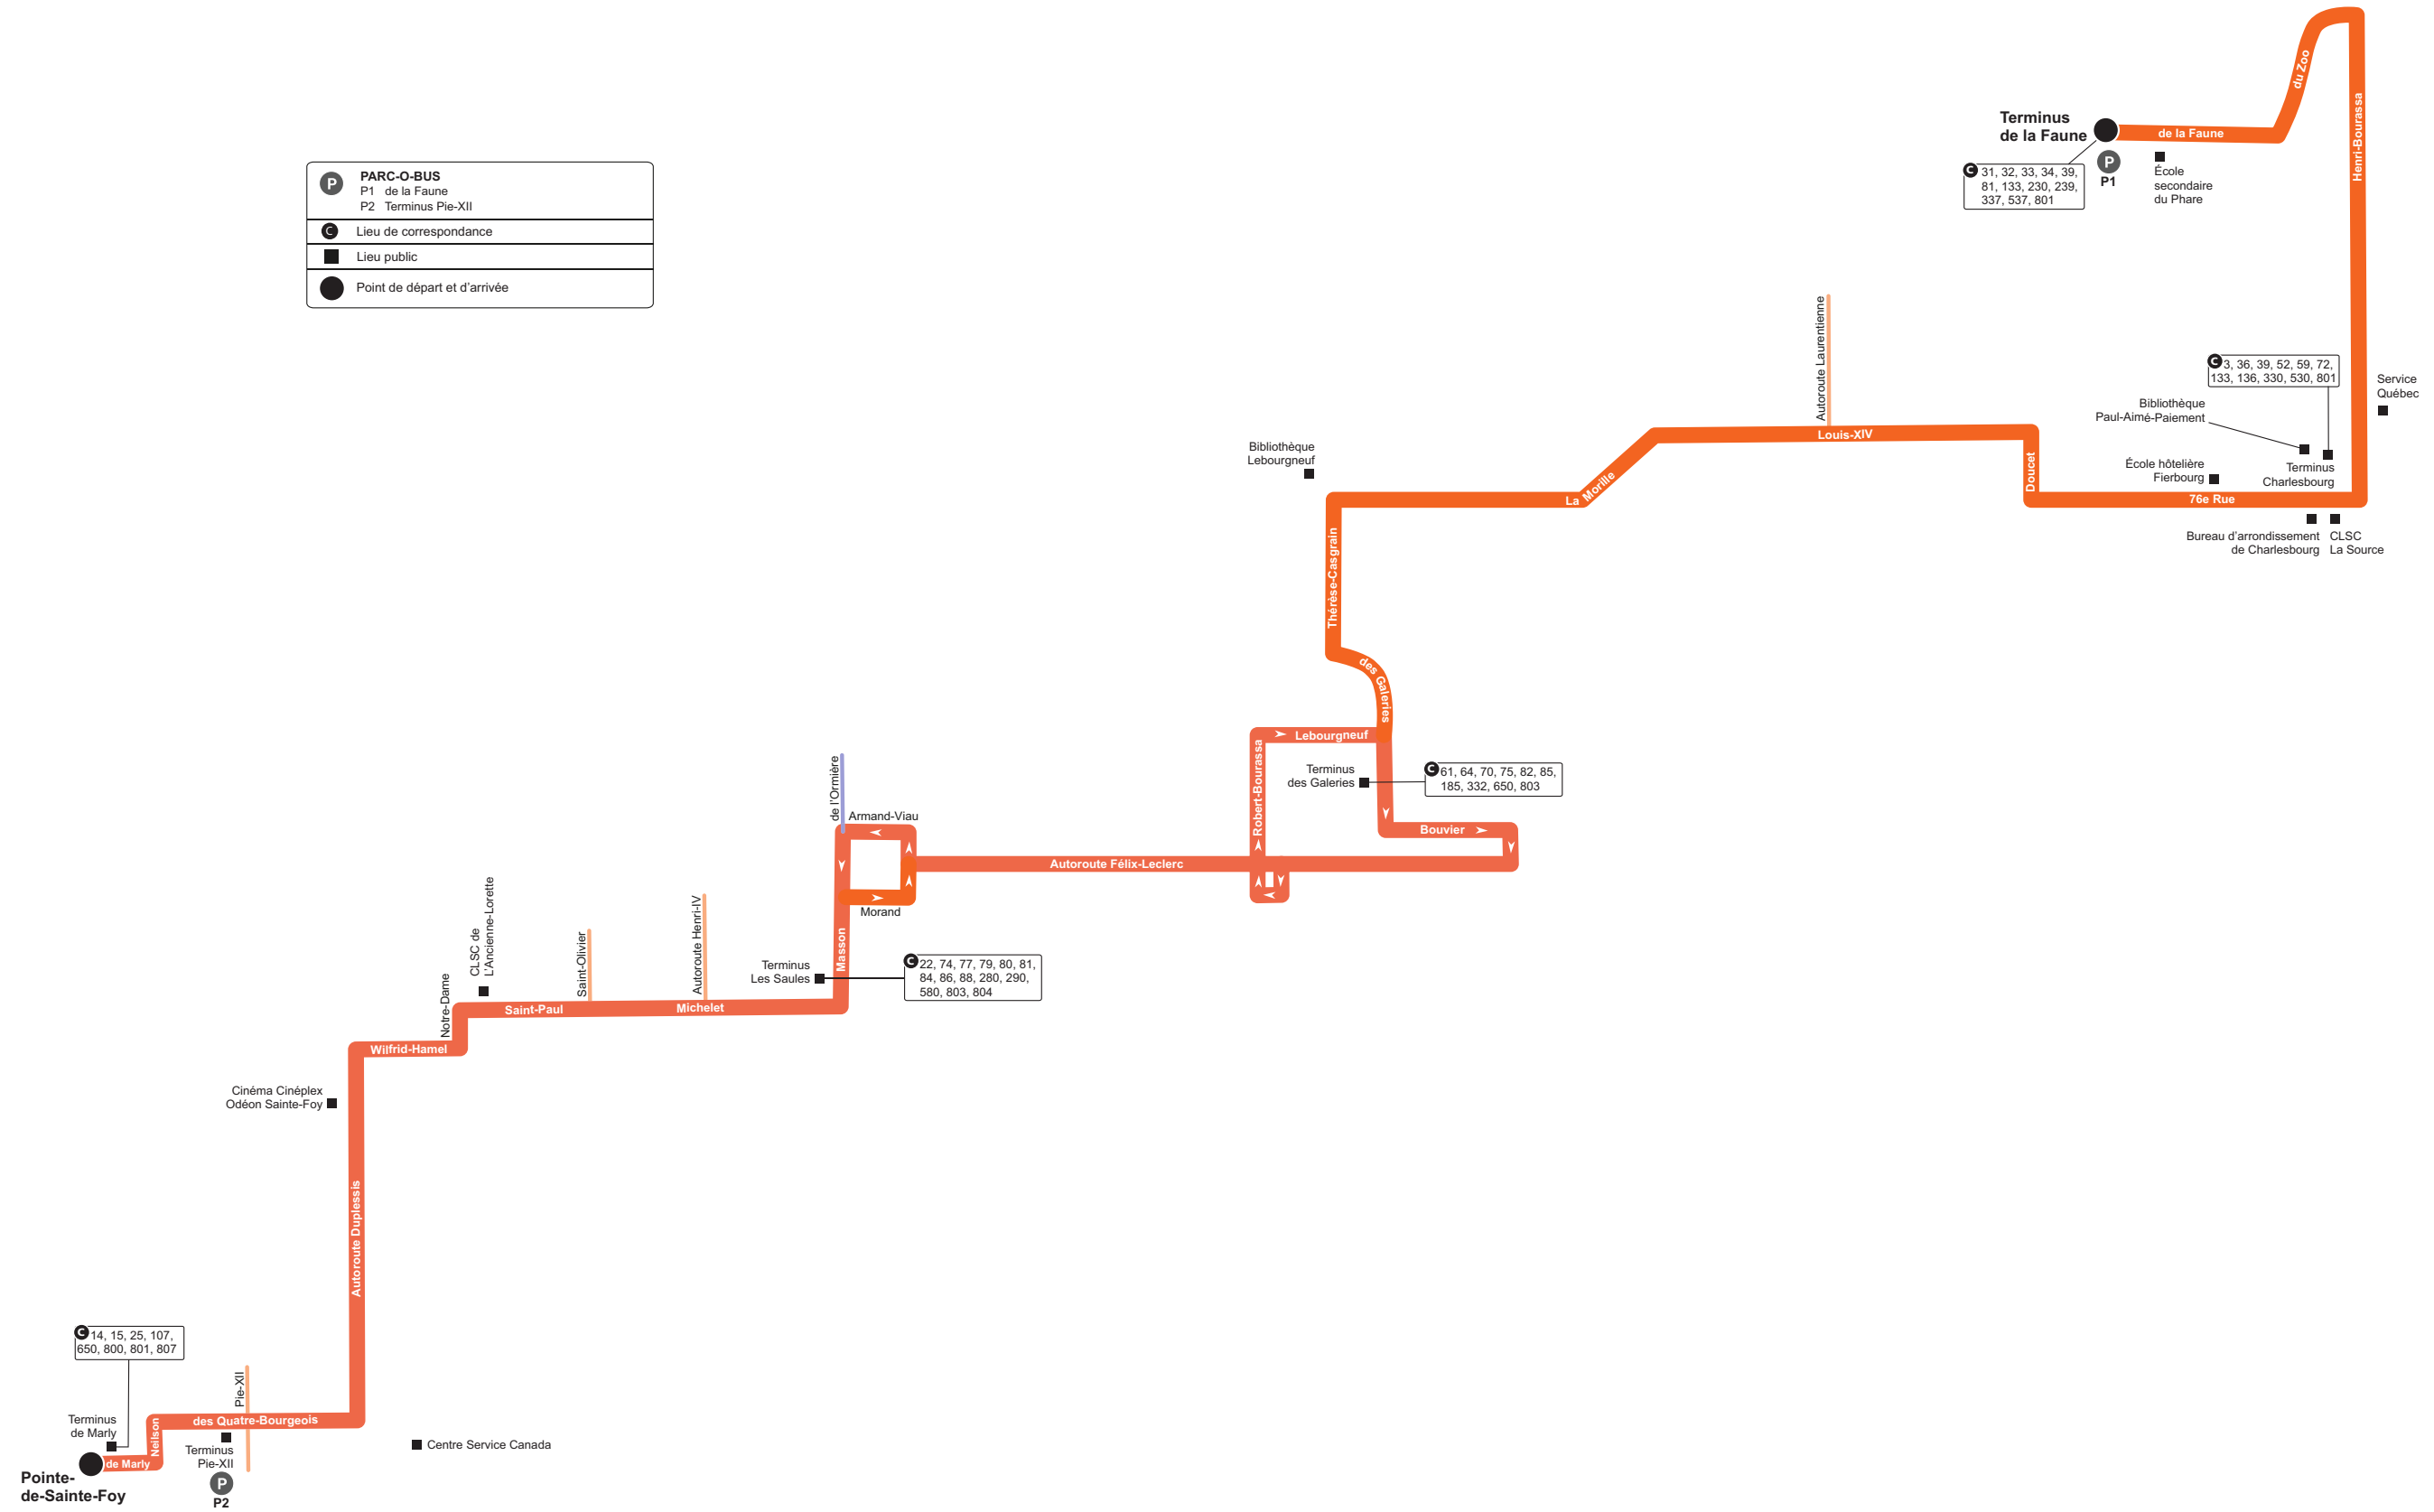 du Zoo
Terminus
de la Faune
de la Faune
Henri-Bourassa
P
P1
C 31, 32, 33, 34, 39,
81, 133, 230, 239,
337, 537, 801
École
secondaire
du Phare
P PARC-O-BUS
P1 de la Faune
P2 Terminus Pie-XII
C Lieu de correspondance
Lieu public
Point de départ et d'arrivée
Autoroute Laurentienne
C 3, 36, 39, 52, 59, 72,
133, 136, 330, 530, 801
Service
Québec
Bibliothèque
Paul-Aimé-Paiement
Louis-XIV
Bibliothèque
Lebourgneuf
Doucet
École hôtelière
Fierbourg
Terminus
Charlesbourg
La Morille
76e Rue
Bureau d'arrondissement
de Charlesbourg
CLSC
La Source
Thérèse-Casgrain
des Galeries
Lebourgneuf
Robert-Bourassa
Terminus
des Galeries
C 61, 64, 70, 75, 82, 85,
185, 332, 650, 803
de l'Ormière
Armand-Viau
Bouvier
Autoroute Félix-Leclerc
Morand
Masson
CLSC de
L'Ancienne-Lorette
Saint-Olivier
Autoroute Henri-IV
Terminus
Les Saules
C 22, 74, 77, 79, 80, 81,
84, 86, 88, 280, 290,
580, 803, 804
Notre-Dame
Saint-Paul
Michelet
Wilfrid-Hamel
Cinéma Cinéplex
Odéon Sainte-Foy
Autoroute Duplessis
C 14, 15, 25, 107,
650, 800, 801, 807
Pie-XII
Terminus
de Marly
Neilson
des Quatre-Bourgeois
Terminus
Pie-XII
Centre Service Canada
de Marly
Pointe-
de-Sainte-Foy
P
P2